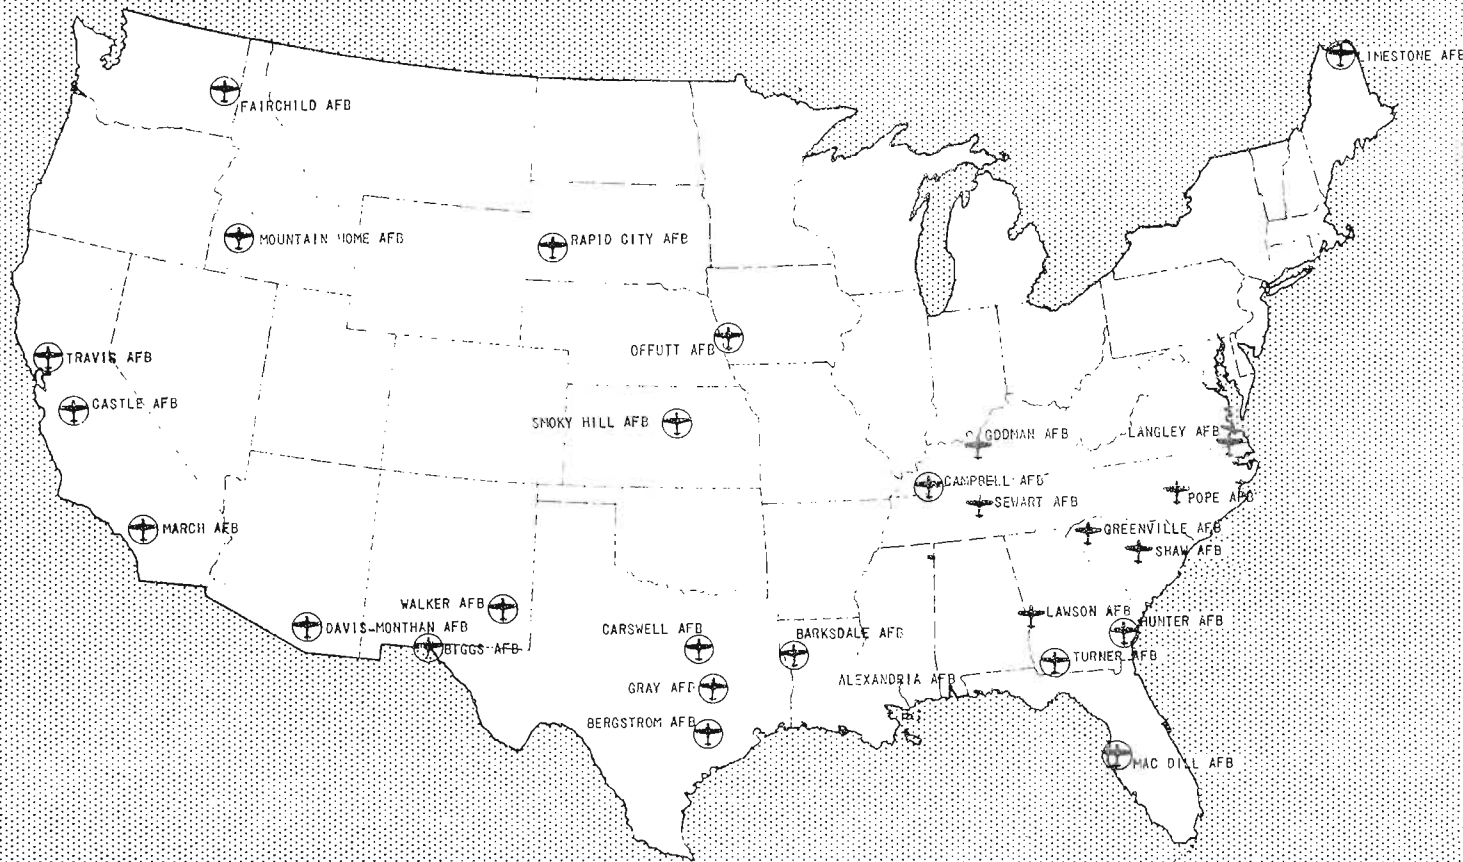 LIMESTONE AFB
FAIRCHILD AFB
MOUNTAIN HOME AFB
RAPID CITY AFB
OFFUTT AFB
TRAVIS AFB
CASTLE AFB
SMOKY HILL AFB
GODMAN AFB
LANGLEY AFB
CAMPBELL AFB
SEWART AFB
POPE AFB
MARCH AFB
GREENVILLE AFB
SHAW AFB
WALKER AFB
LAWSON AFB
HUNTER AFB
DAVIS-MONTHAN AFB
CARSWELL AFB
BARKSDALE AFB
BIGGS AFB
TURNER AFB
ALEXANDRIA AFB
GRAY AFB
BERGSTROM AFB
MAC DILL AFB